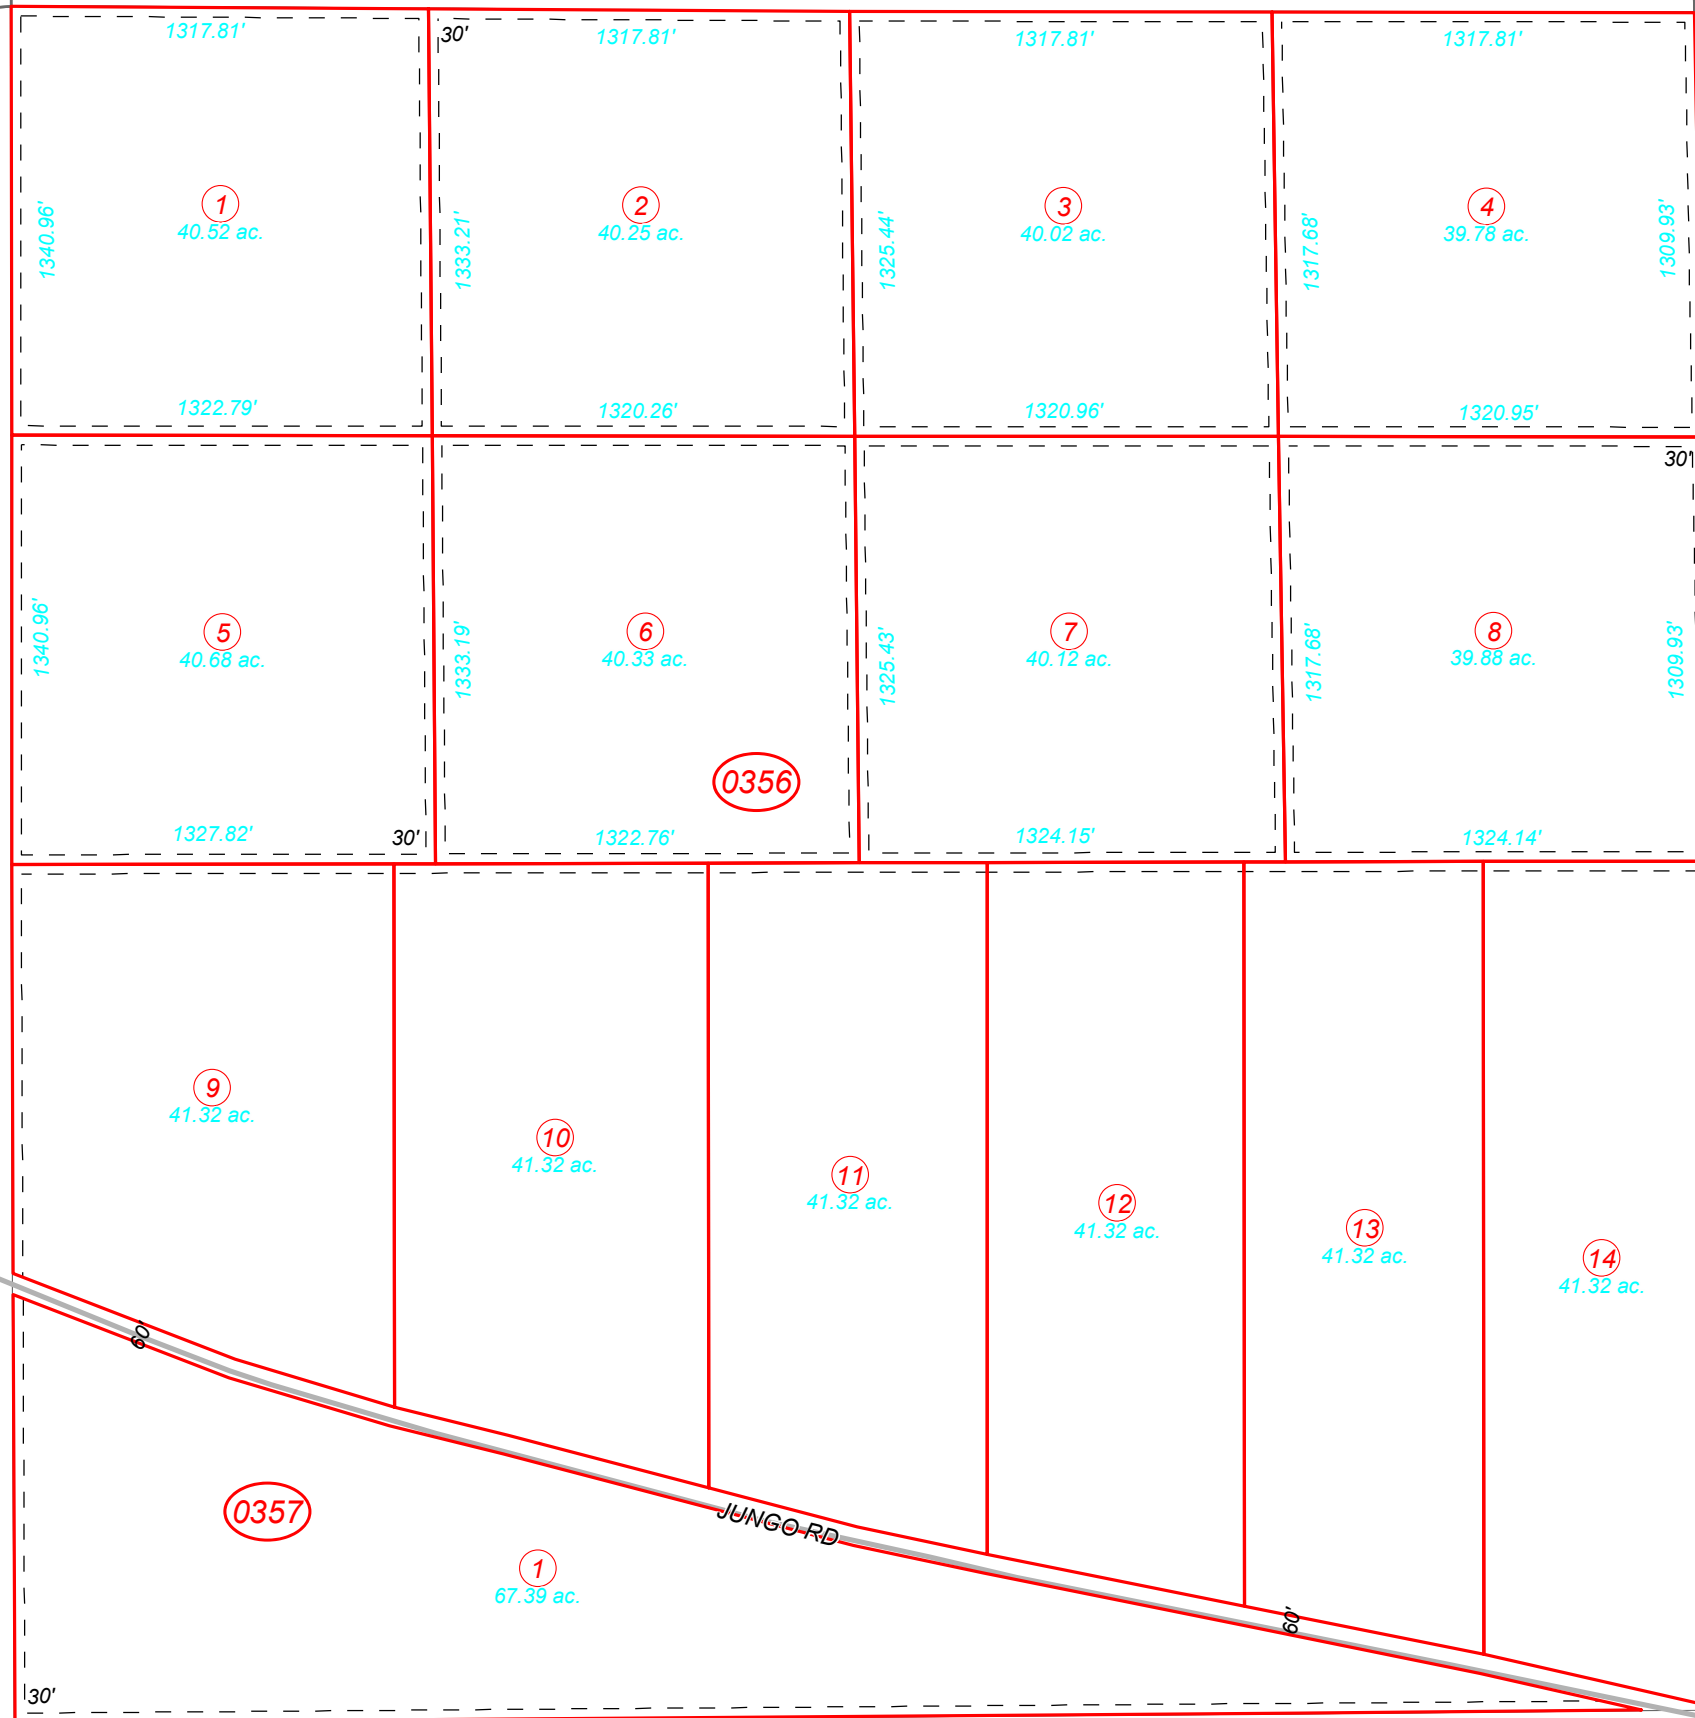 1317.81'
30'
1317.81'
1317.81'
1317.81'
1340.96'
1
40.52 ac.
1333.21'
2
40.25 ac.
1325.44'
3
40.02 ac.
1317.68'
4
39.78 ac.
1309.93'
1322.79'
1320.26'
1320.96'
1320.95'
30'
1340.96'
5
40.68 ac.
1333.19'
6
40.33 ac.
1325.43'
7
40.12 ac.
1317.68'
8
39.88 ac.
1309.93'
0356
1327.82'
30'
1322.76'
1324.15'
1324.14'
9
41.32 ac.
10
41.32 ac.
11
41.32 ac.
12
41.32 ac.
13
41.32 ac.
14
41.32 ac.
60'
0357
JUNGO RD
1
67.39 ac.
60'
30'